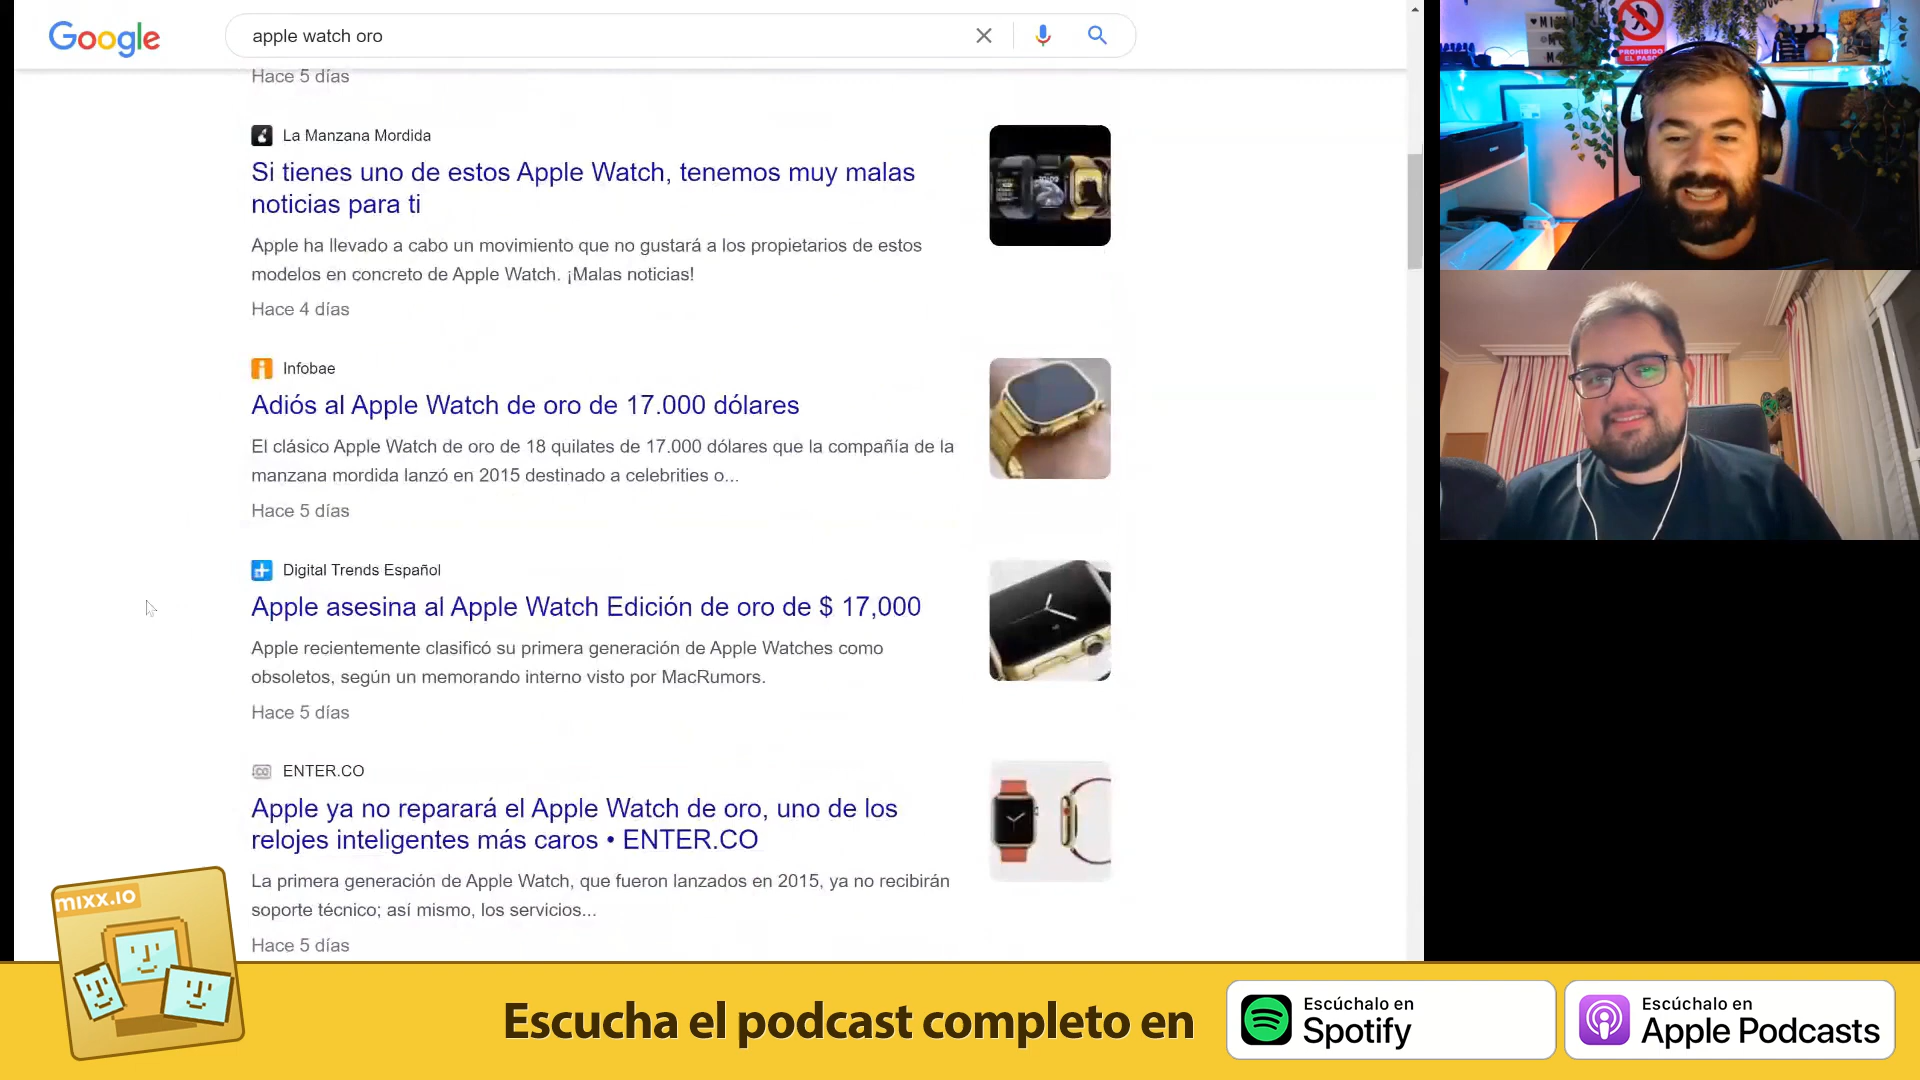 Google
apple watch oro
Hace 5 días
La Manzana Mordida
Si tienes uno de estos Apple Watch, tenemos muy malas
noticias para ti
Apple ha llevado a cabo un movimiento que no gustará a los propietarios de estos
modelos en concreto de Apple Watch. ¡Malas noticias!
Hace 4 días
Infobae
Adiós al Apple Watch de oro de 17.000 dólares
El clásico Apple Watch de oro de 18 quilates de 17.000 dólares que la compañía de la
manzana mordida lanzó en 2015 destinado a celebrities o...
Hace 5 días
Digital Trends Español
Apple asesina al Apple Watch Edición de oro de $ 17,000
Apple recientemente clasificó su primera generación de Apple Watches como
obsoletos, según un memorando interno visto por MacRumors.
Hace 5 días
ENTER.CO
Apple ya no reparará el Apple Watch de oro, uno de los
relojes inteligentes más caros • ENTER.CO
La primera generación de Apple Watch, que fueron lanzados en 2015, ya no recibirán
soporte técnico; así mismo, los servicios...
Hace 5 días
PROHIBIDO
EL PASO
mixx.io
Escucha el podcast completo en
Escúchalo en
Spotify
Escúchalo en
Apple Podcasts